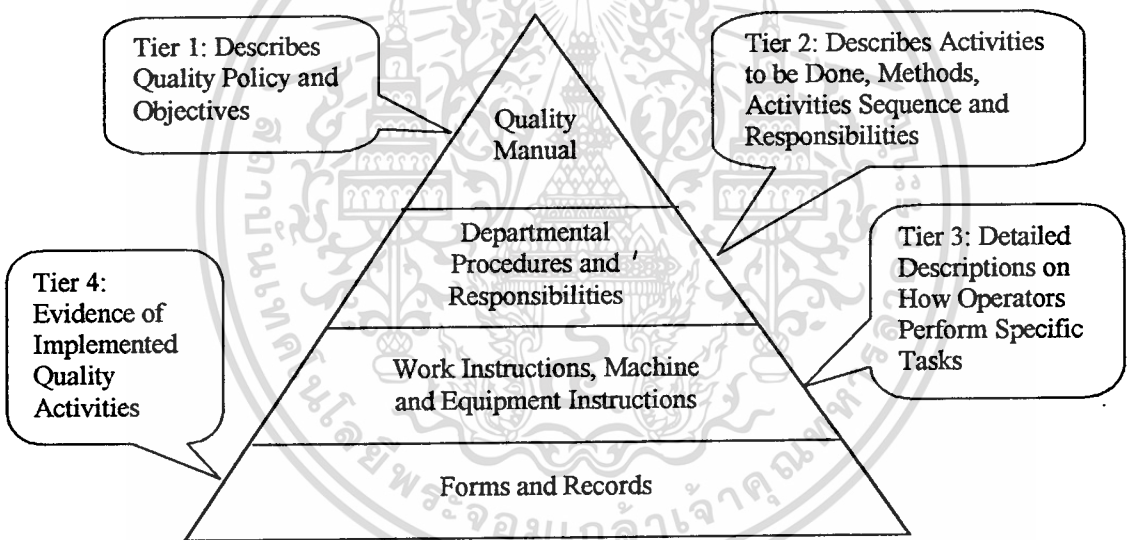 Tier 1: Describes
Quality Policy and
Objectives
Tier 2: Describes Activities
to be Done, Methods,
Activities Sequence and
Responsibilities
Quality
Manual
Departmental
Procedures and
Responsibilities
Tier 3: Detailed
Descriptions on
How Operators
Perform Specific
Tasks
Tier 4:
Evidence of
Implemented
Quality
Activities
Work Instructions, Machine
and Equipment Instructions
Forms and Records